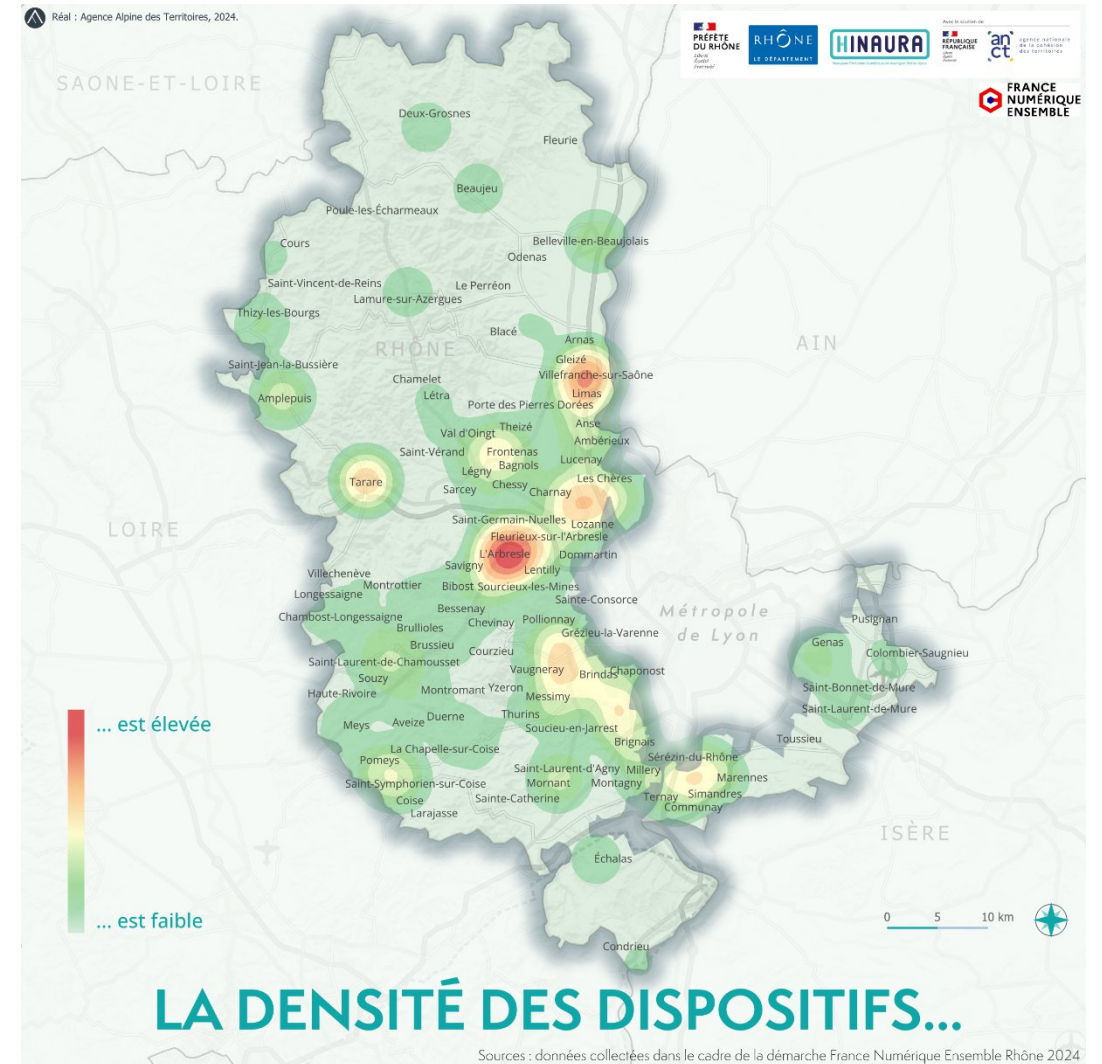 Réal : Agence Alpine des Territoires, 2024.
PRÉFÈTE
DU RHÔNE
Liberté
Égalité
Fraternité
RHÔNE
LE DÉPARTEMENT
HINAURA
Avec le soutien de
RÉPUBLIQUE
FRANÇAISE
Liberté
Égalité
Fraternité
anct
agence nationale
de la cohésion
des territoires
FRANCE
NUMÉRIQUE
ENSEMBLE
SAONE-ET-LOIRE
Deux-Grosnes
Fleurie
Beaujeu
Poule-les-Écharmeaux
Cours
Belleville-en-Beaujolais
Odenas
Saint-Vincent-de-Reins
Le Perréon
Lamure-sur-Azergues
Thizy-les-Bourgs
Blacé
Arnas
RHÔNE
AIN
Gleizé
Saint-Jean-la-Bussière
Villefranche-sur-Saône
Chamelet
Limas
Amplepuis
Létra
Porte des Pierres Dorées
Anse
Theizé
Val d'Oingt
Ambérieux
Saint-Vérand
Frontenas
Lucenay
Légny
Bagnols
Tarare
Les Chères
Chessy
Sarcey
Charnay
Saint-Germain-Nuelles
Lozanne
LOIRE
Fleurieux-sur-l'Arbresle
L'Arbresle
Dommartin
Savigny
Lentilly
Villechenève
Montrottier
Bibost
Sourcieux-les-Mines
Longessaigne
Sainte-Consorce
Bessenay
Métropole
de Lyon
Chambost-Longessaigne
Chevinay
Pollionnay
Pusignan
Brullioles
Grézieu-la-Varenne
Brussieu
Genas
Courzieu
Colombier-Saugnieu
Saint-Laurent-de-Chamousset
Vaugneray
Brindas
Chaponost
Souzy
Haute-Rivoire
Montromant
Yzeron
Saint-Bonnet-de-Mure
Messimy
Saint-Laurent-de-Mure
Meys
Aveize
Duerne
Thurins
Soucieu-en-Jarrest
Toussieu
La Chapelle-sur-Coise
Brignais
Pomeys
Sérézin-du-Rhône
Saint-Laurent-d'Agny
Millery
Marennes
Saint-Symphorien-sur-Coise
Mornant
Montagny
Coise
Sainte-Catherine
Ternay
Simandres
Communay
Larajasse
ISÈRE
Échalas
Condrieu
... est élevée
... est faible
0 5 10 km
LA DENSITÉ DES DISPOSITIFS...
Sources : données collectées dans le cadre de la démarche France Numérique Ensemble Rhône 2024